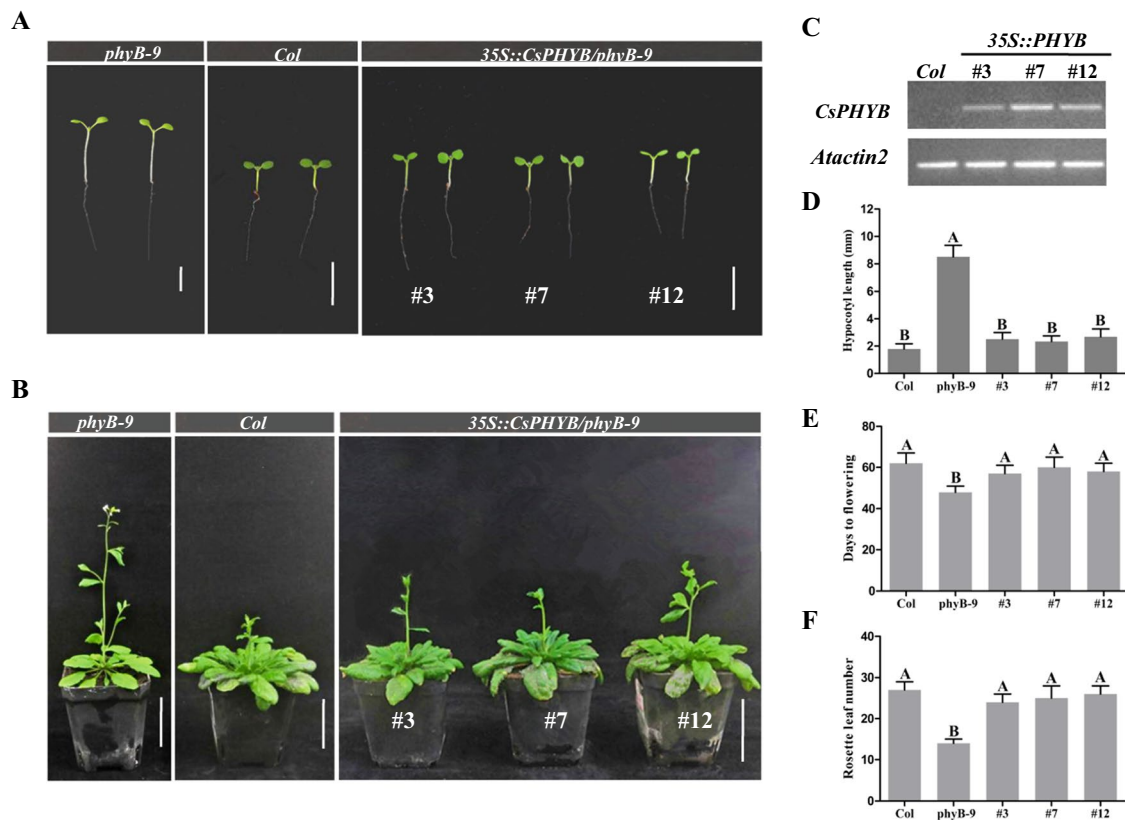 A
phyB-9
Col
35S::CsPHYB/phyB-9
#3
#7
#12
B
phyB-9
Col
35S::CsPHYB/phyB-9
#3
#7
#12
C
35S::PHYB
Col #3 #7 #12
CsPHYB
Atactin2
D
Hypocotyl length (mm)
12
10
8
6
4
2
0
B A B B B
Col phyB-9 #3 #7 #12
E
Days to flowering
80
60
40
20
0
A B A A A
Col phyB-9 #3 #7 #12
F
Rosette leaf number
40
30
20
10
0
A B A A A
Col phyB-9 #3 #7 #12